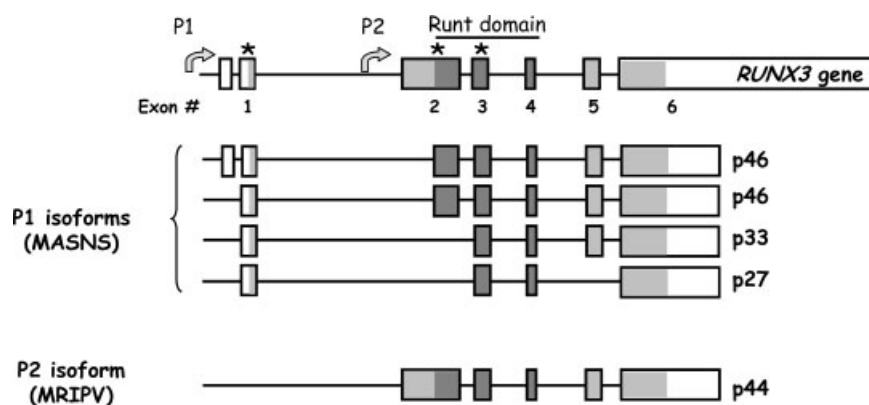 P1 P2 Runt domain
* * *
RUNX3 gene
Exon # 1 2 3 4 5 6
p46
p46
P1 isoforms
(MASNS)
p33
p27
P2 isoform
(MRIPV)
p44